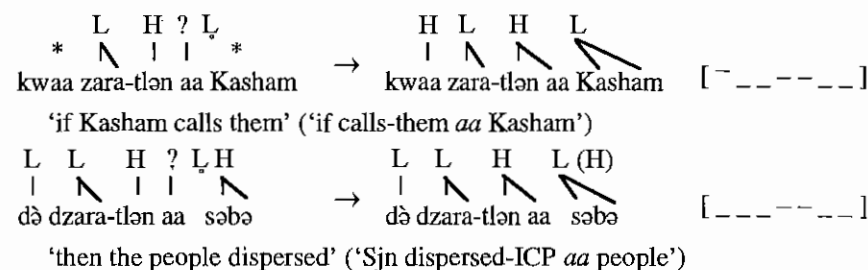 L H ? L̥ H L H L
* * →
kwaa zara-tlən aa Kasham kwaa zara-tlən aa Kasham [¯ _ _ – – _ _]
'if Kasham calls them' ('if calls-them aa Kasham')
L L H ? L̥ H L L H L (H)
→
də̀ dzara-tlən aa səbə də̀ dzara-tlən aa səbə [_ _ _ – – _ _]
'then the people dispersed' ('Sjn dispersed-ICP aa people')